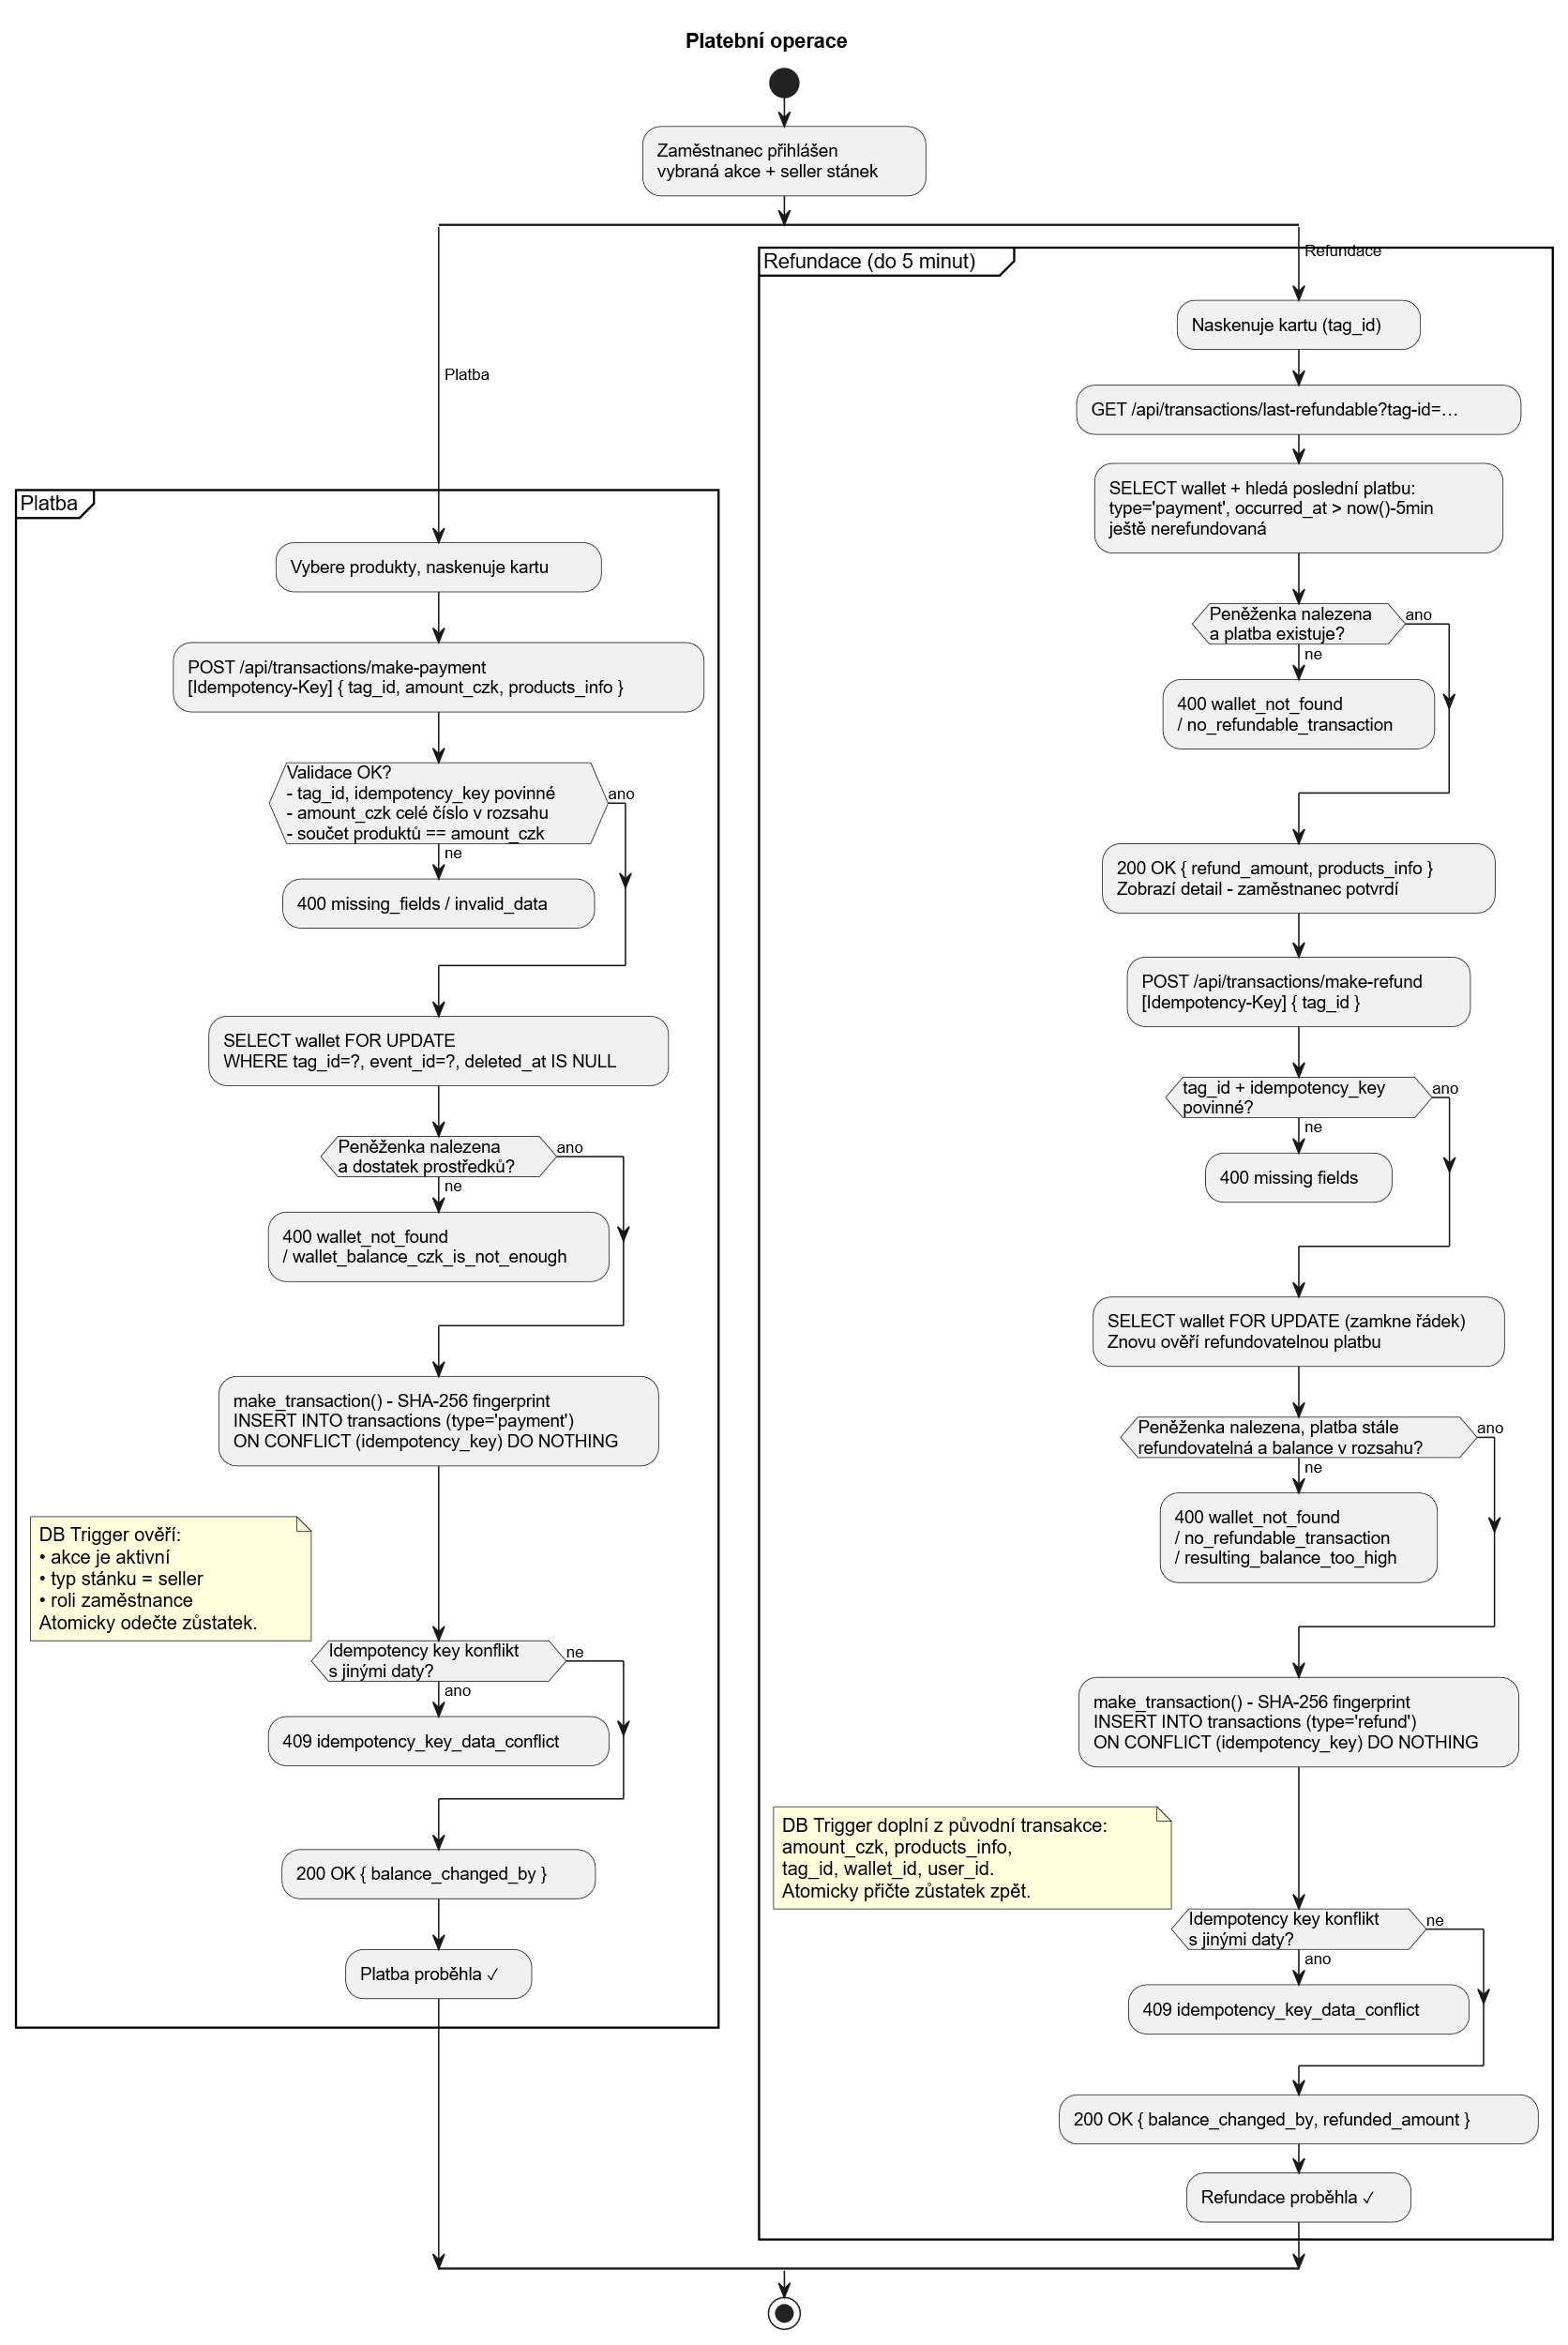 Platební operace
Zaměstnanec přihlášen
vybraná akce + seller stánek
Platba
Platba
Vybere produkty, naskenuje kartu
POST /api/transactions/make-payment
[Idempotency-Key] { tag_id, amount_czk, products_info }
Validace OK?
- tag_id, idempotency_key povinné
- amount_czk celé číslo v rozsahu
- součet produktů == amount_czk
ano
ne
400 missing_fields / invalid_data
SELECT wallet FOR UPDATE
WHERE tag_id=?, event_id=?, deleted_at IS NULL
Peněženka nalezena
a dostatek prostředků?
ano
ne
400 wallet_not_found
/ wallet_balance_czk_is_not_enough
make_transaction() - SHA-256 fingerprint
INSERT INTO transactions (type='payment')
ON CONFLICT (idempotency_key) DO NOTHING
DB Trigger ověří:
• akce je aktivní
• typ stánku = seller
• roli zaměstnance
Atomicky odečte zůstatek.
Idempotency key konflikt
s jinými daty?
ne
ano
409 idempotency_key_data_conflict
200 OK { balance_changed_by }
Platba proběhla ✓
Refundace
Refundace (do 5 minut)
Naskenuje kartu (tag_id)
GET /api/transactions/last-refundable?tag-id=…
SELECT wallet + hledá poslední platbu:
type='payment', occurred_at > now()-5min
ještě nerefundovaná
Peněženka nalezena
a platba existuje?
ano
ne
400 wallet_not_found
/ no_refundable_transaction
200 OK { refund_amount, products_info }
Zobrazí detail - zaměstnanec potvrdí
POST /api/transactions/make-refund
[Idempotency-Key] { tag_id }
tag_id + idempotency_key
povinné?
ano
ne
400 missing fields
SELECT wallet FOR UPDATE (zamkne řádek)
Znovu ověří refundovatelnou platbu
Peněženka nalezena, platba stále
refundovatelná a balance v rozsahu?
ano
ne
400 wallet_not_found
/ no_refundable_transaction
/ resulting_balance_too_high
make_transaction() - SHA-256 fingerprint
INSERT INTO transactions (type='refund')
ON CONFLICT (idempotency_key) DO NOTHING
DB Trigger doplní z původní transakce:
amount_czk, products_info,
tag_id, wallet_id, user_id.
Atomicky přičte zůstatek zpět.
Idempotency key konflikt
s jinými daty?
ne
ano
409 idempotency_key_data_conflict
200 OK { balance_changed_by, refunded_amount }
Refundace proběhla ✓